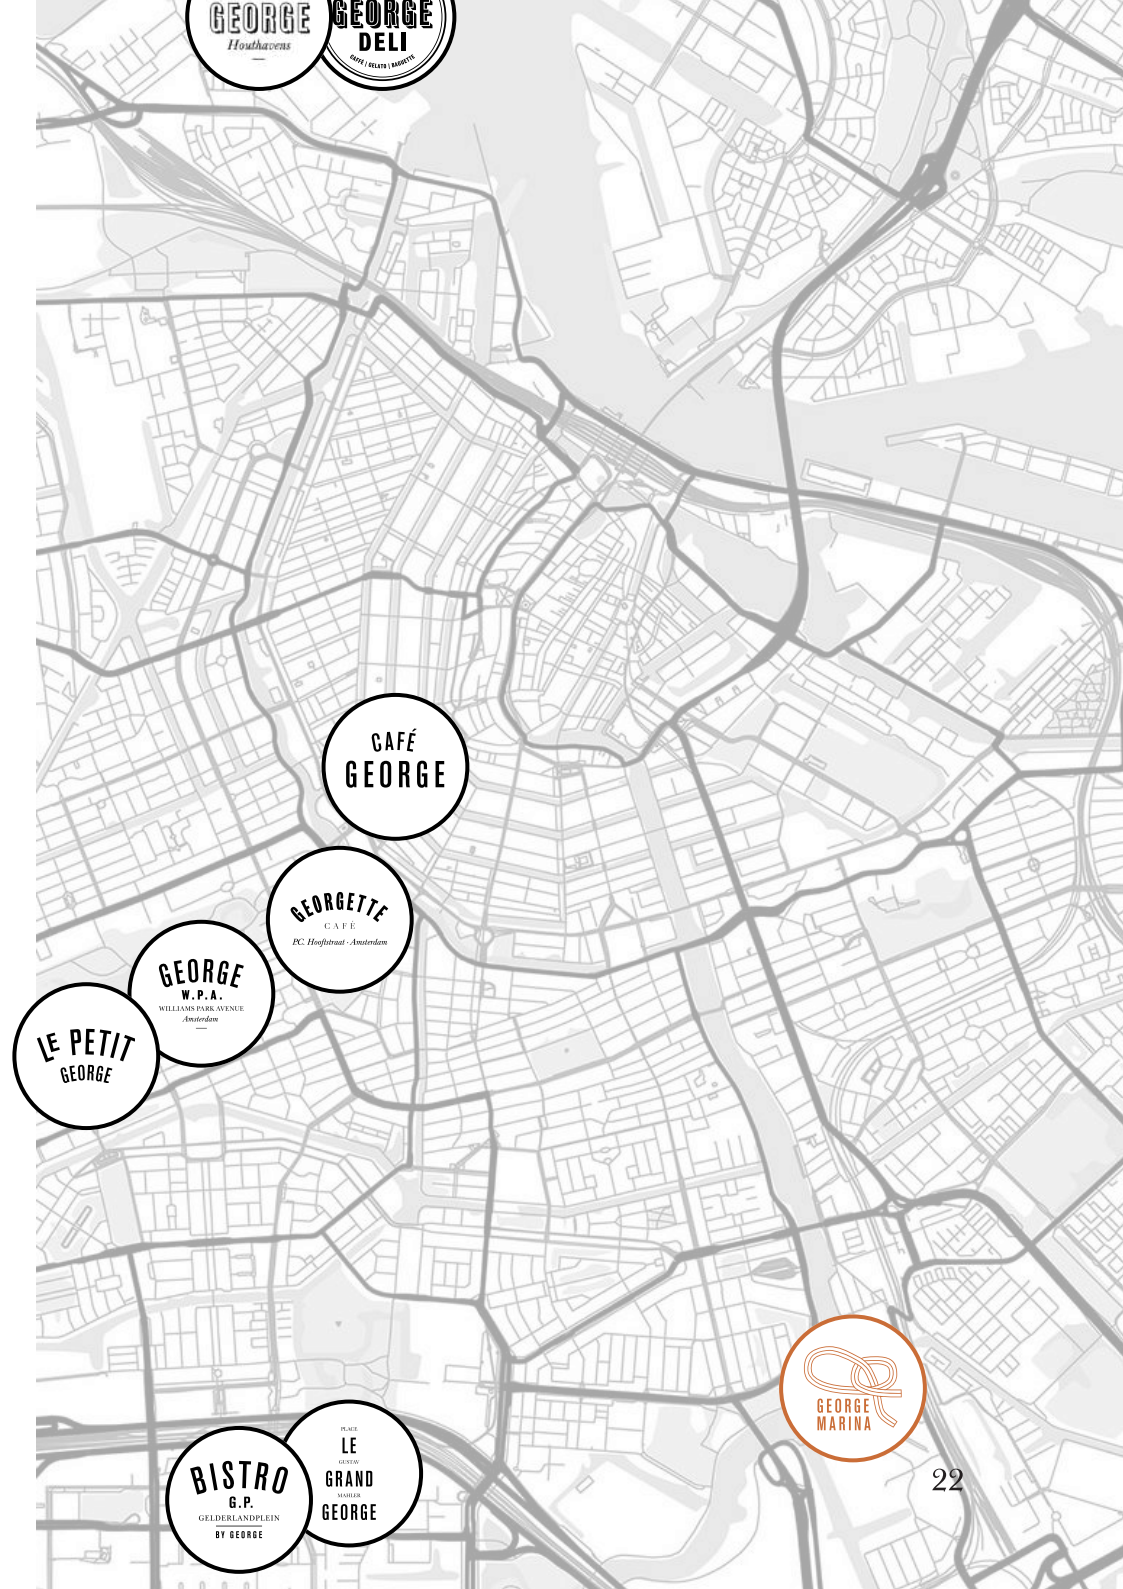 GEORGE
Houthavens
GEORGE
DELI
CAFFÈ | GELATO | BAGUETTE
CAFÉ
GEORGE
GEORGETTE
CAFÉ
P.C. Hooftstraat · Amsterdam
GEORGE
W.P.A.
WILLIAMS PARK AVENUE
Amsterdam
LE PETIT
GEORGE
GEORGE
MARINA
PLACE
LE
GUSTAV
GRAND
MAHLER
GEORGE
BISTRO
G.P.
GELDERLANDPLEIN
BY GEORGE
22